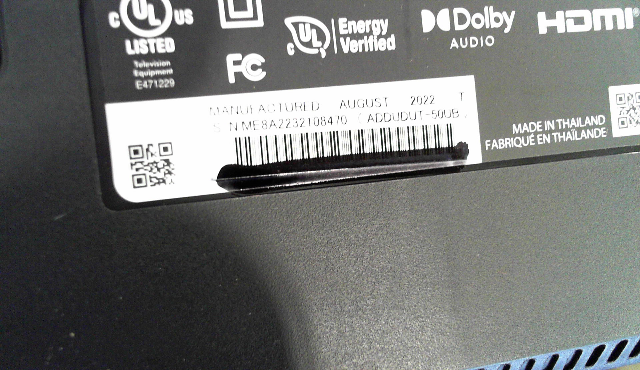 c UL US
LISTED
Television
Equipment
E471229
FC
c UL Energy
Verified
Dolby
AUDIO
HDMI®
MANUFACTURED AUGUST 2022 T
MADE IN THAILAND
FABRIQUÉ EN THAÏLANDE